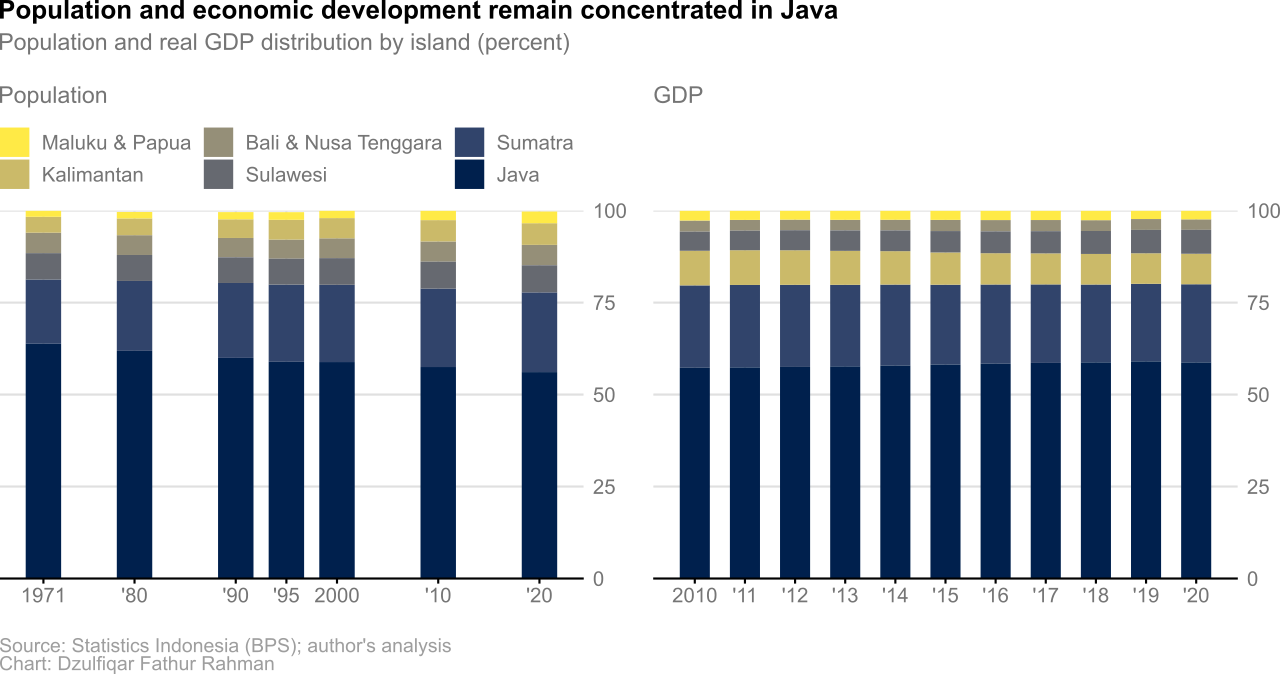 Population and economic development remain concentrated in Java
Population and real GDP distribution by island (percent)
Population
Maluku & Papua
Bali & Nusa Tenggara
Sumatra
Kalimantan
Sulawesi
Java
100
75
50
25
0
1971 '80 '90 '95 2000 '10 '20
GDP
100
75
50
25
0
2010 '11 '12 '13 '14 '15 '16 '17 '18 '19 '20
Source: Statistics Indonesia (BPS); author's analysis
Chart: Dzulfiqar Fathur Rahman